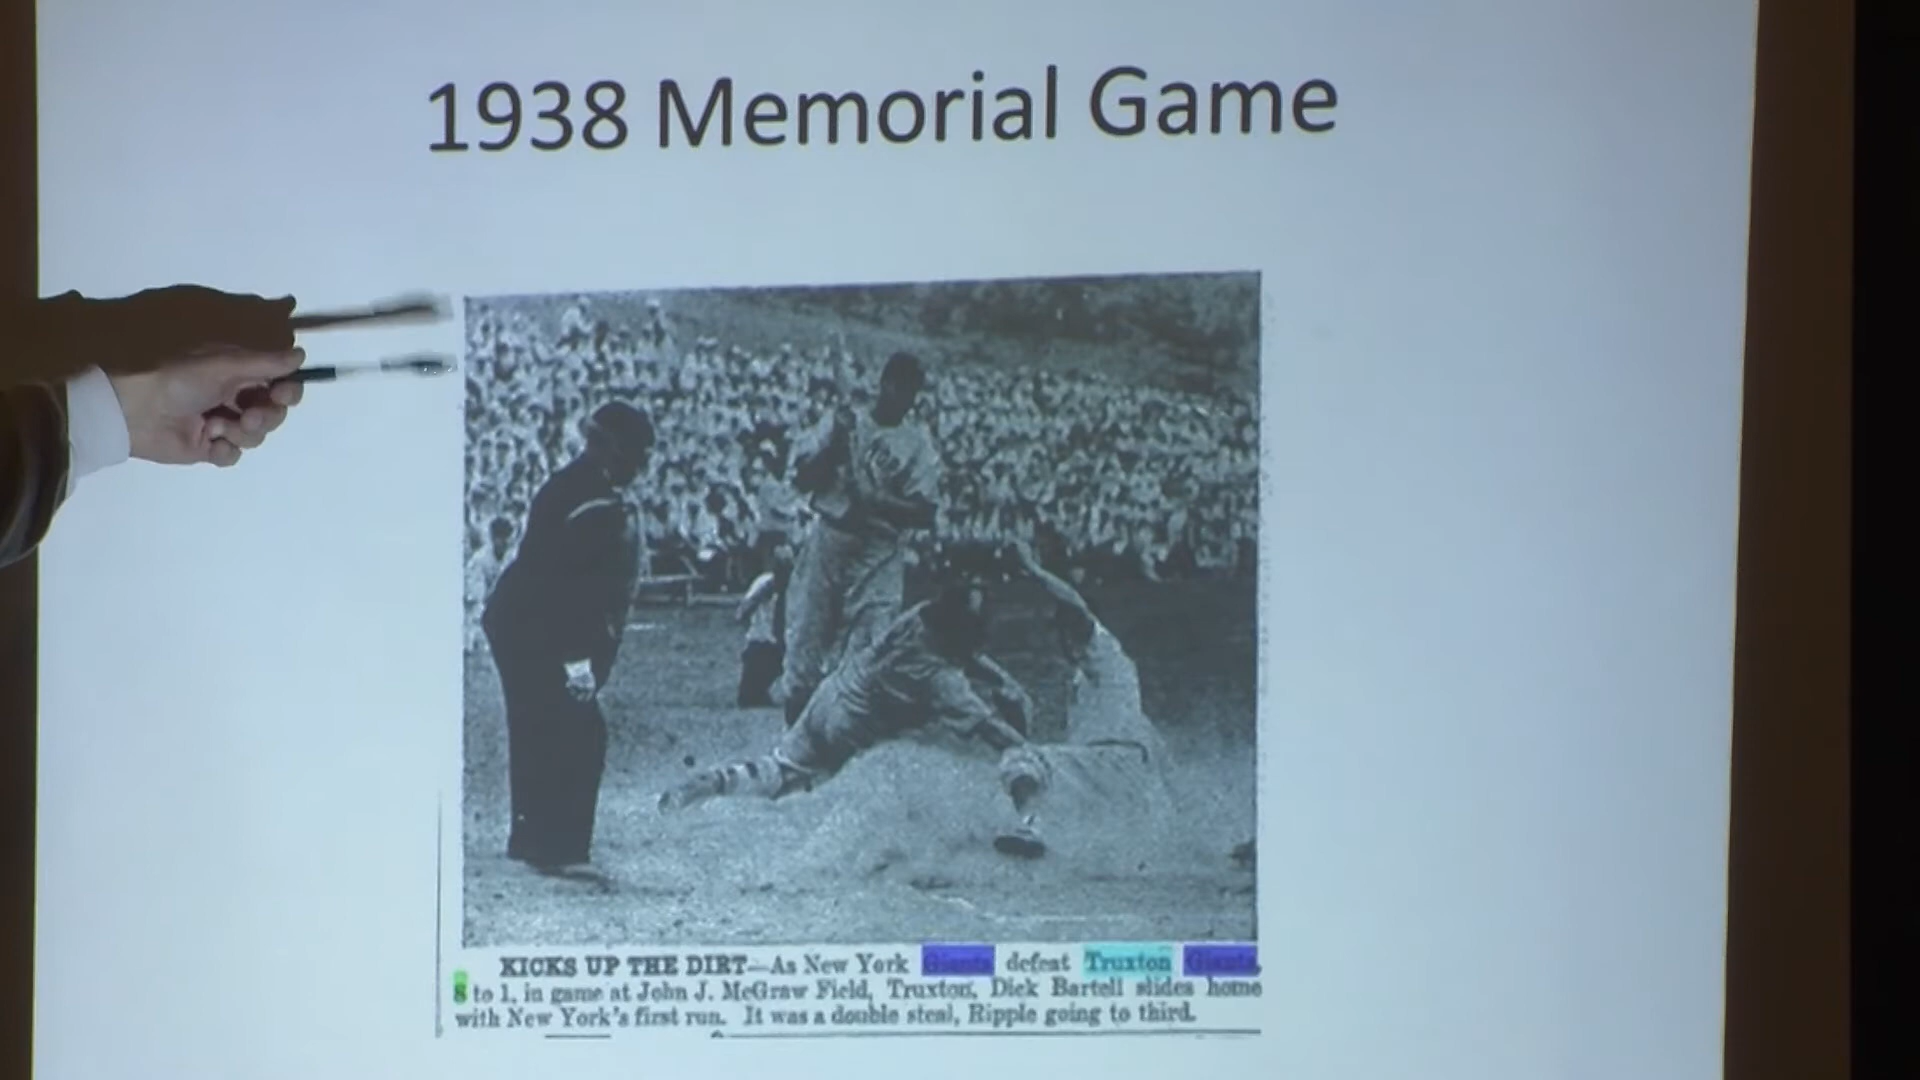 1938 Memorial Game
KICKS UP THE DIRT—As New York Giants defeat Truxton Giants,
8 to 1, in game at John J. McGraw Field, Truxton, Dick Bartell slides home
with New York's first run. It was a double steal, Ripple going to third.